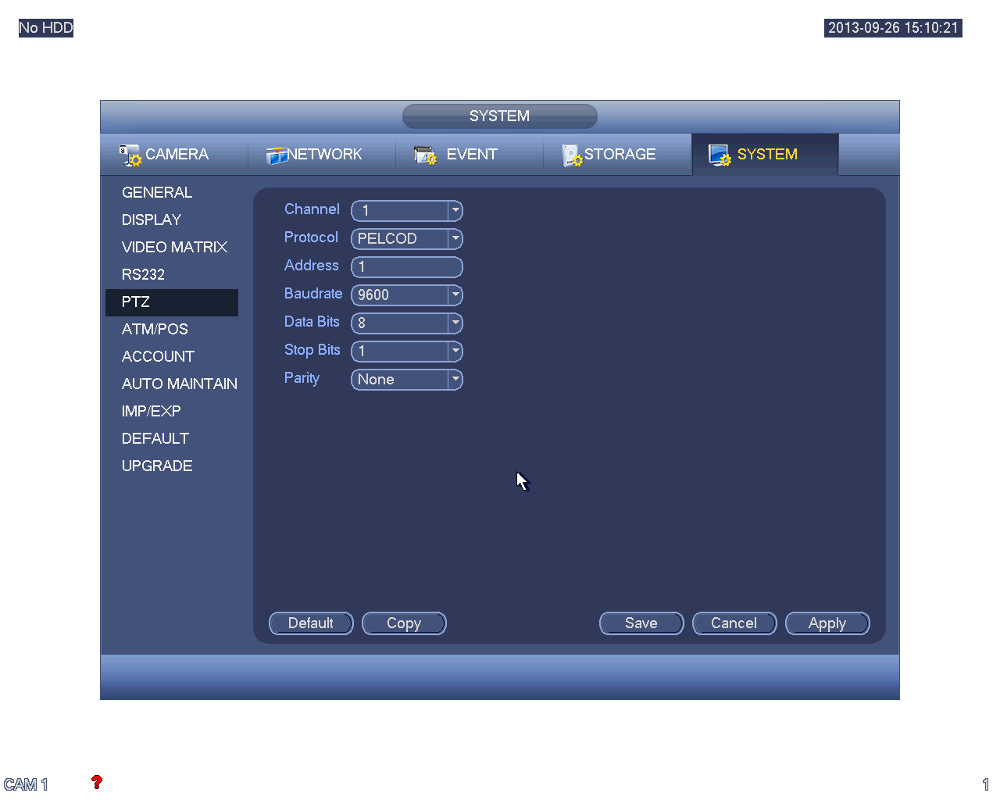 No HDD
2013-09-26 15:10:21
SYSTEM
CAMERA NETWORK EVENT STORAGE SYSTEM
GENERAL
DISPLAY
VIDEO MATRIX
RS232
PTZ
ATM/POS
ACCOUNT
AUTO MAINTAIN
IMP/EXP
DEFAULT
UPGRADE
Channel 1
Protocol PELCOD
Address 1
Baudrate 9600
Data Bits 8
Stop Bits 1
Parity None
Default Copy Save Cancel Apply
CAM 1 ? 1